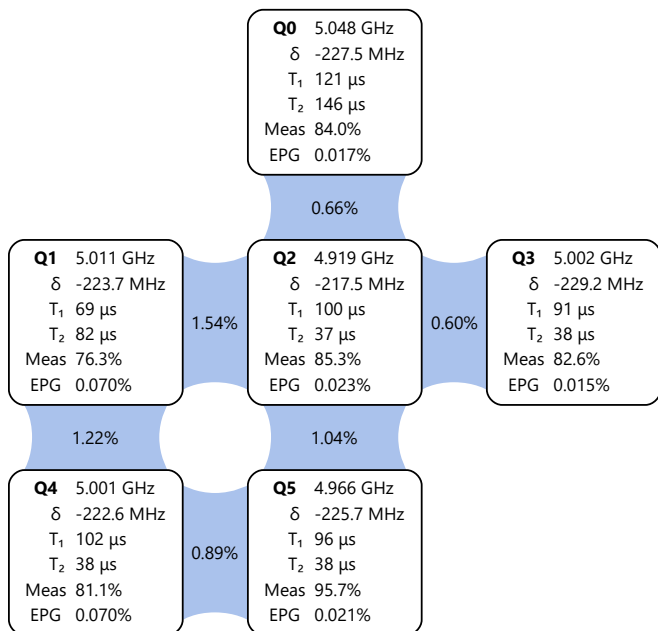 Q0 5.048 GHz
δ -227.5 MHz
T₁ 121 µs
T₂ 146 µs
Meas 84.0%
EPG 0.017%
0.66%
Q1 5.011 GHz
δ -223.7 MHz
T₁ 69 µs
T₂ 82 µs
Meas 76.3%
EPG 0.070%
1.54%
Q2 4.919 GHz
δ -217.5 MHz
T₁ 100 µs
T₂ 37 µs
Meas 85.3%
EPG 0.023%
0.60%
Q3 5.002 GHz
δ -229.2 MHz
T₁ 91 µs
T₂ 38 µs
Meas 82.6%
EPG 0.015%
1.22%
1.04%
Q4 5.001 GHz
δ -222.6 MHz
T₁ 102 µs
T₂ 38 µs
Meas 81.1%
EPG 0.070%
0.89%
Q5 4.966 GHz
δ -225.7 MHz
T₁ 96 µs
T₂ 38 µs
Meas 95.7%
EPG 0.021%